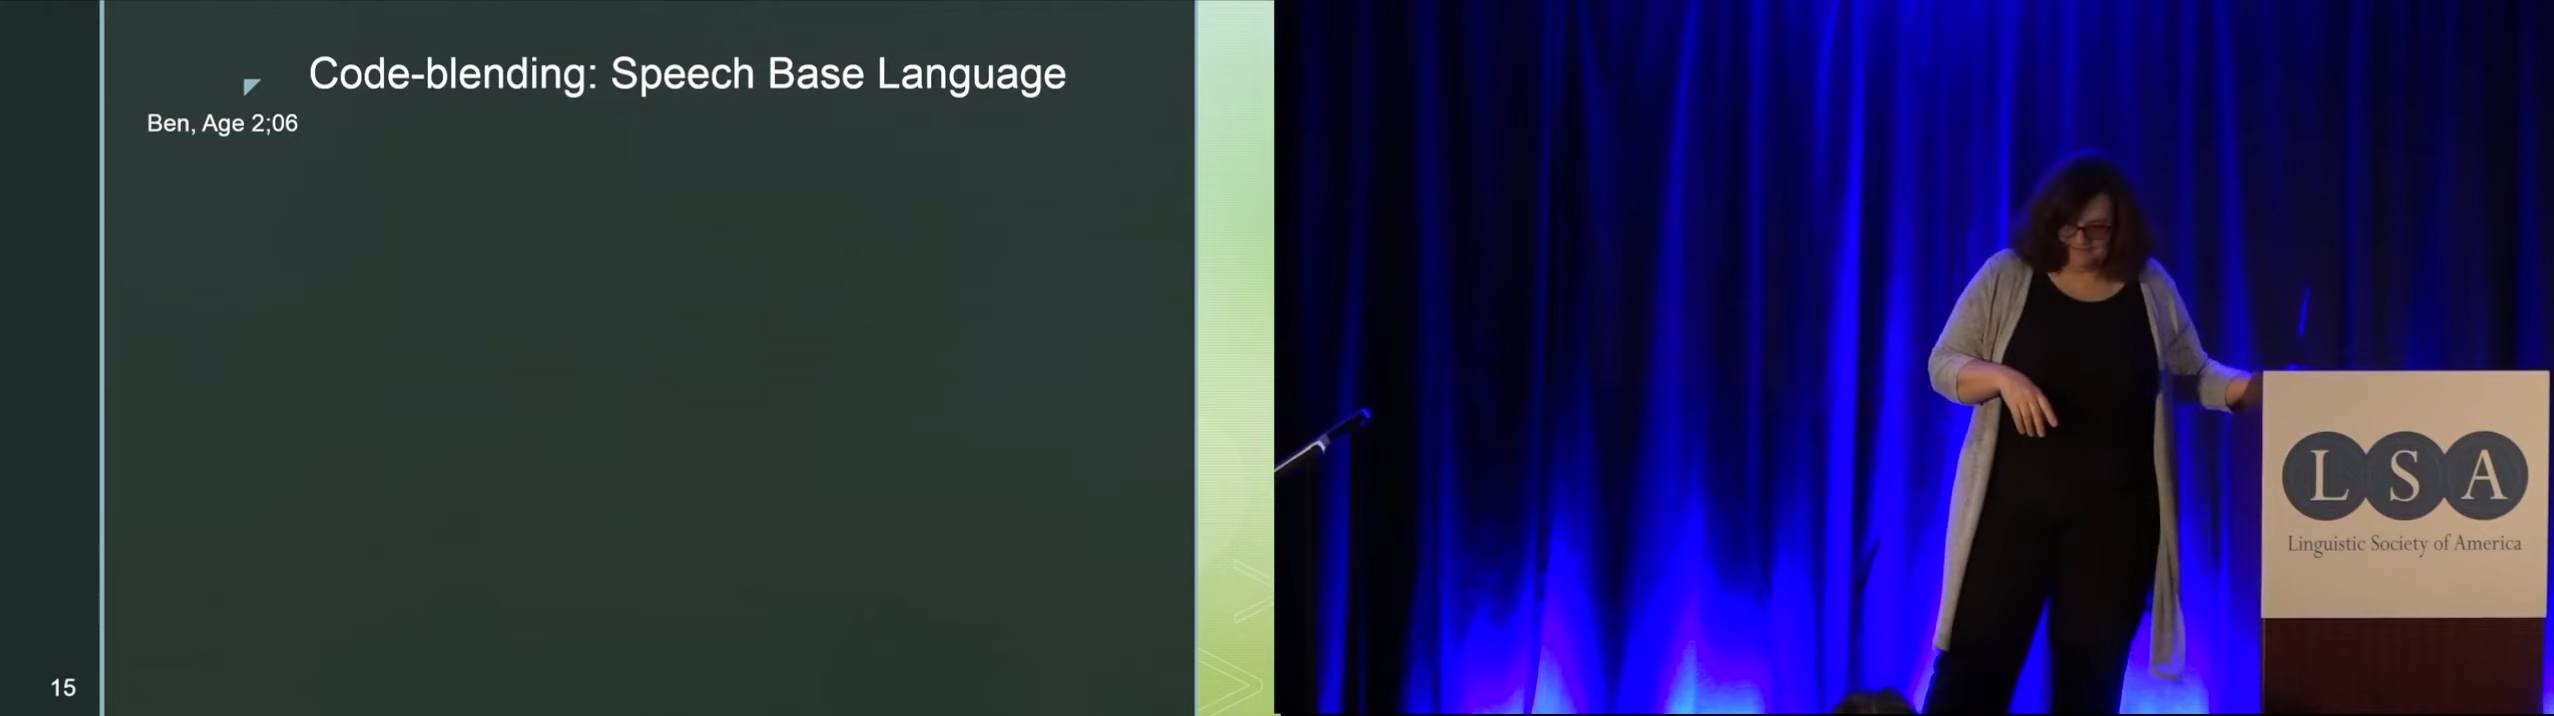 Code-blending: Speech Base Language
Ben, Age 2;06
15
LSA
Linguistic Society of America